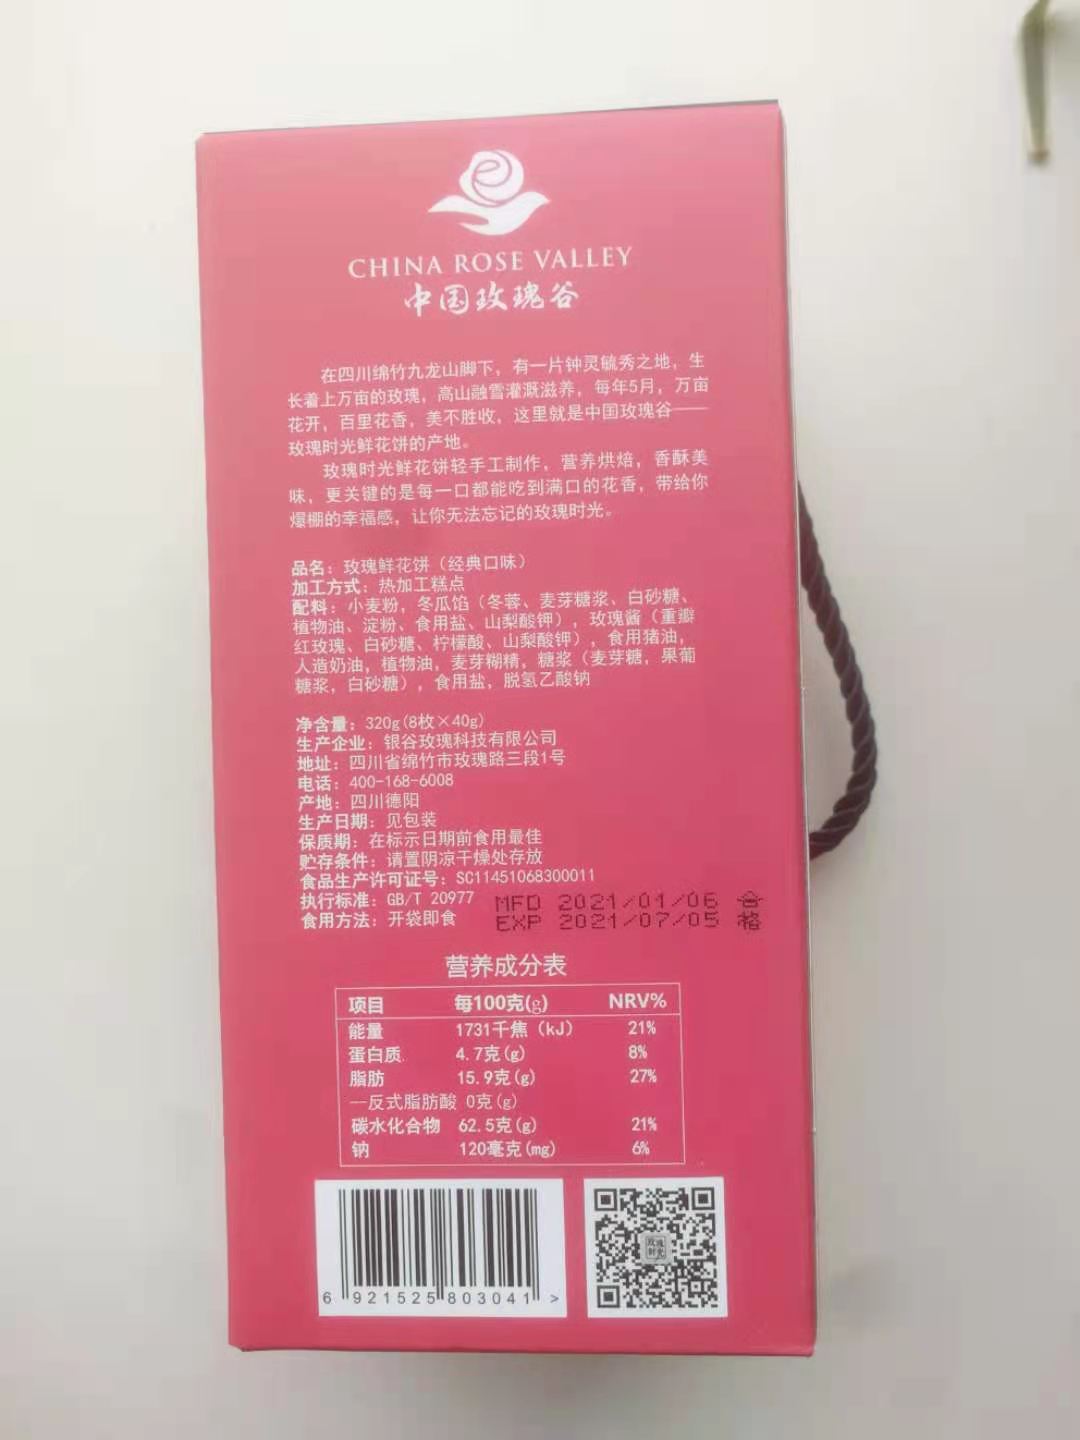 CHINA ROSE VALLEY
中国玫瑰谷
在四川绵竹九龙山脚下，有一片钟灵毓秀之地，生
长着上万亩的玫瑰，高山融雪灌溉滋养，每年5月，万亩
花开，百里花香，美不胜收，这里就是中国玫瑰谷——
玫瑰时光鲜花饼的产地。
玫瑰时光鲜花饼轻手工制作，营养烘焙，香酥美
味，更关键的是每一口都能吃到满口的花香，带给你
爆棚的幸福感，让你无法忘记的玫瑰时光。
品名：玫瑰鲜花饼（经典口味）
加工方式：热加工糕点
配料：小麦粉，冬瓜馅（冬蓉、麦芽糖浆、白砂糖、
植物油、淀粉、食用盐、山梨酸钾），玫瑰酱（重瓣
红玫瑰、白砂糖、柠檬酸、山梨酸钾），食用猪油，
人造奶油，植物油，麦芽糊精，糖浆（麦芽糖，果葡
糖浆，白砂糖），食用盐，脱氢乙酸钠
净含量：320g(8枚×40g)
生产企业：银谷玫瑰科技有限公司
地址：四川省绵竹市玫瑰路三段1号
电话：400-168-6008
产地：四川德阳
生产日期：见包装
保质期：在标示日期前食用最佳
贮存条件：请置阴凉干燥处存放
食品生产许可证号：SC11451068300011
执行标准：GB/T 20977 MFD 2021/01/06 合
食用方法：开袋即食 EXP 2021/07/05 格
营养成分表
项目 每100克(g) NRV%
能量 1731千焦（kJ） 21%
蛋白质 4.7克(g) 8%
脂肪 15.9克(g) 27%
—反式脂肪酸 0克(g)
碳水化合物 62.5克(g) 21%
钠 120毫克(mg) 6%
玫瑰
时光
6 921525 803041 >